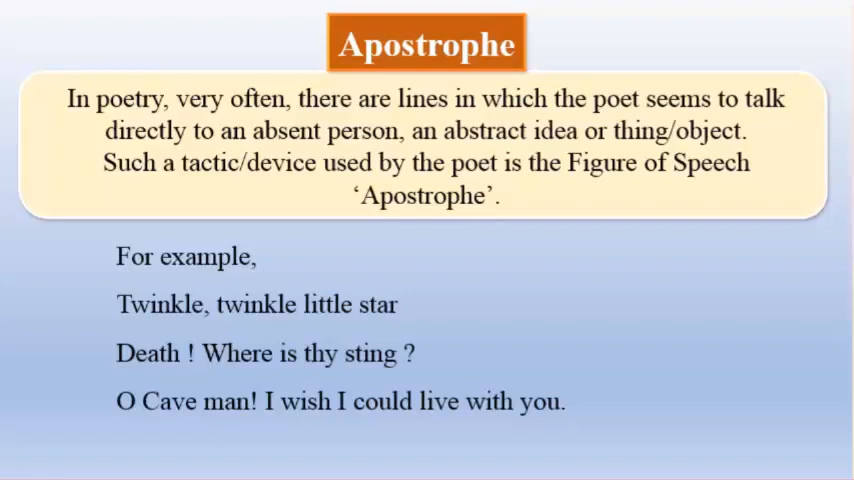 Apostrophe
In poetry, very often, there are lines in which the poet seems to talk
directly to an absent person, an abstract idea or thing/object.
Such a tactic/device used by the poet is the Figure of Speech
‘Apostrophe’.
For example,
Twinkle, twinkle little star
Death ! Where is thy sting ?
O Cave man! I wish I could live with you.